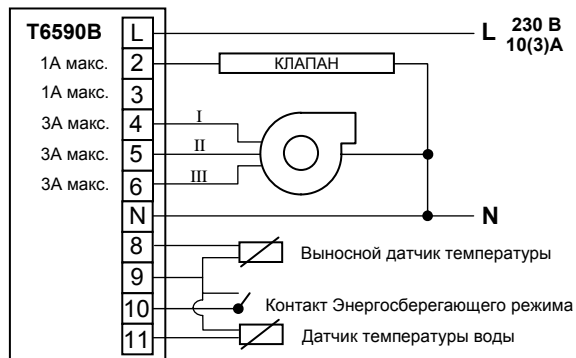 T6590B L L 230 В
10(3)A
1А макс. 2 КЛАПАН
1А макс. 3
3А макс. 4 I
3А макс. 5 II
3А макс. 6 III
N N
8 Выносной датчик температуры
9
10 Контакт Энергосберегающего режима
11 Датчик температуры воды